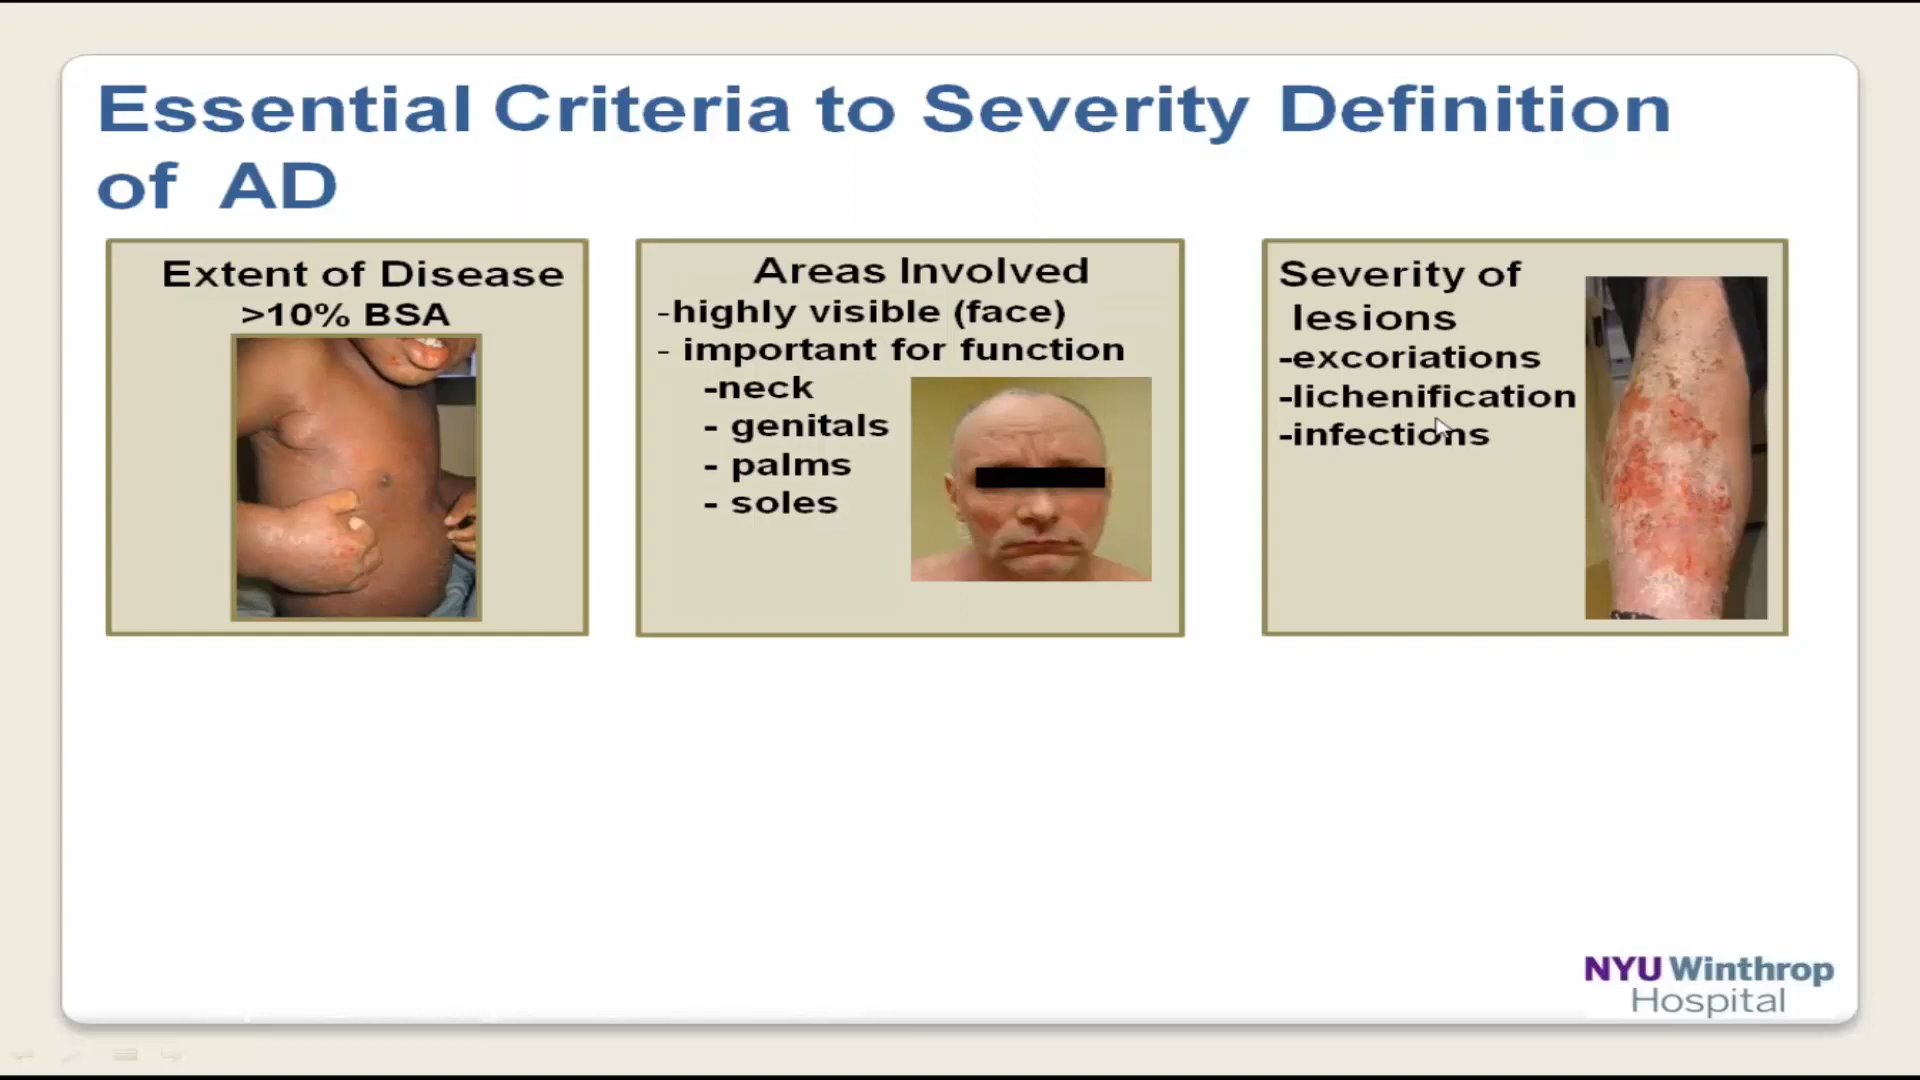 Essential Criteria to Severity Definition
of AD
Extent of Disease
>10% BSA
Areas Involved
-highly visible (face)
- important for function
-neck
- genitals
- palms
- soles
Severity of
lesions
-excoriations
-lichenification
-infections
NYU Winthrop
Hospital